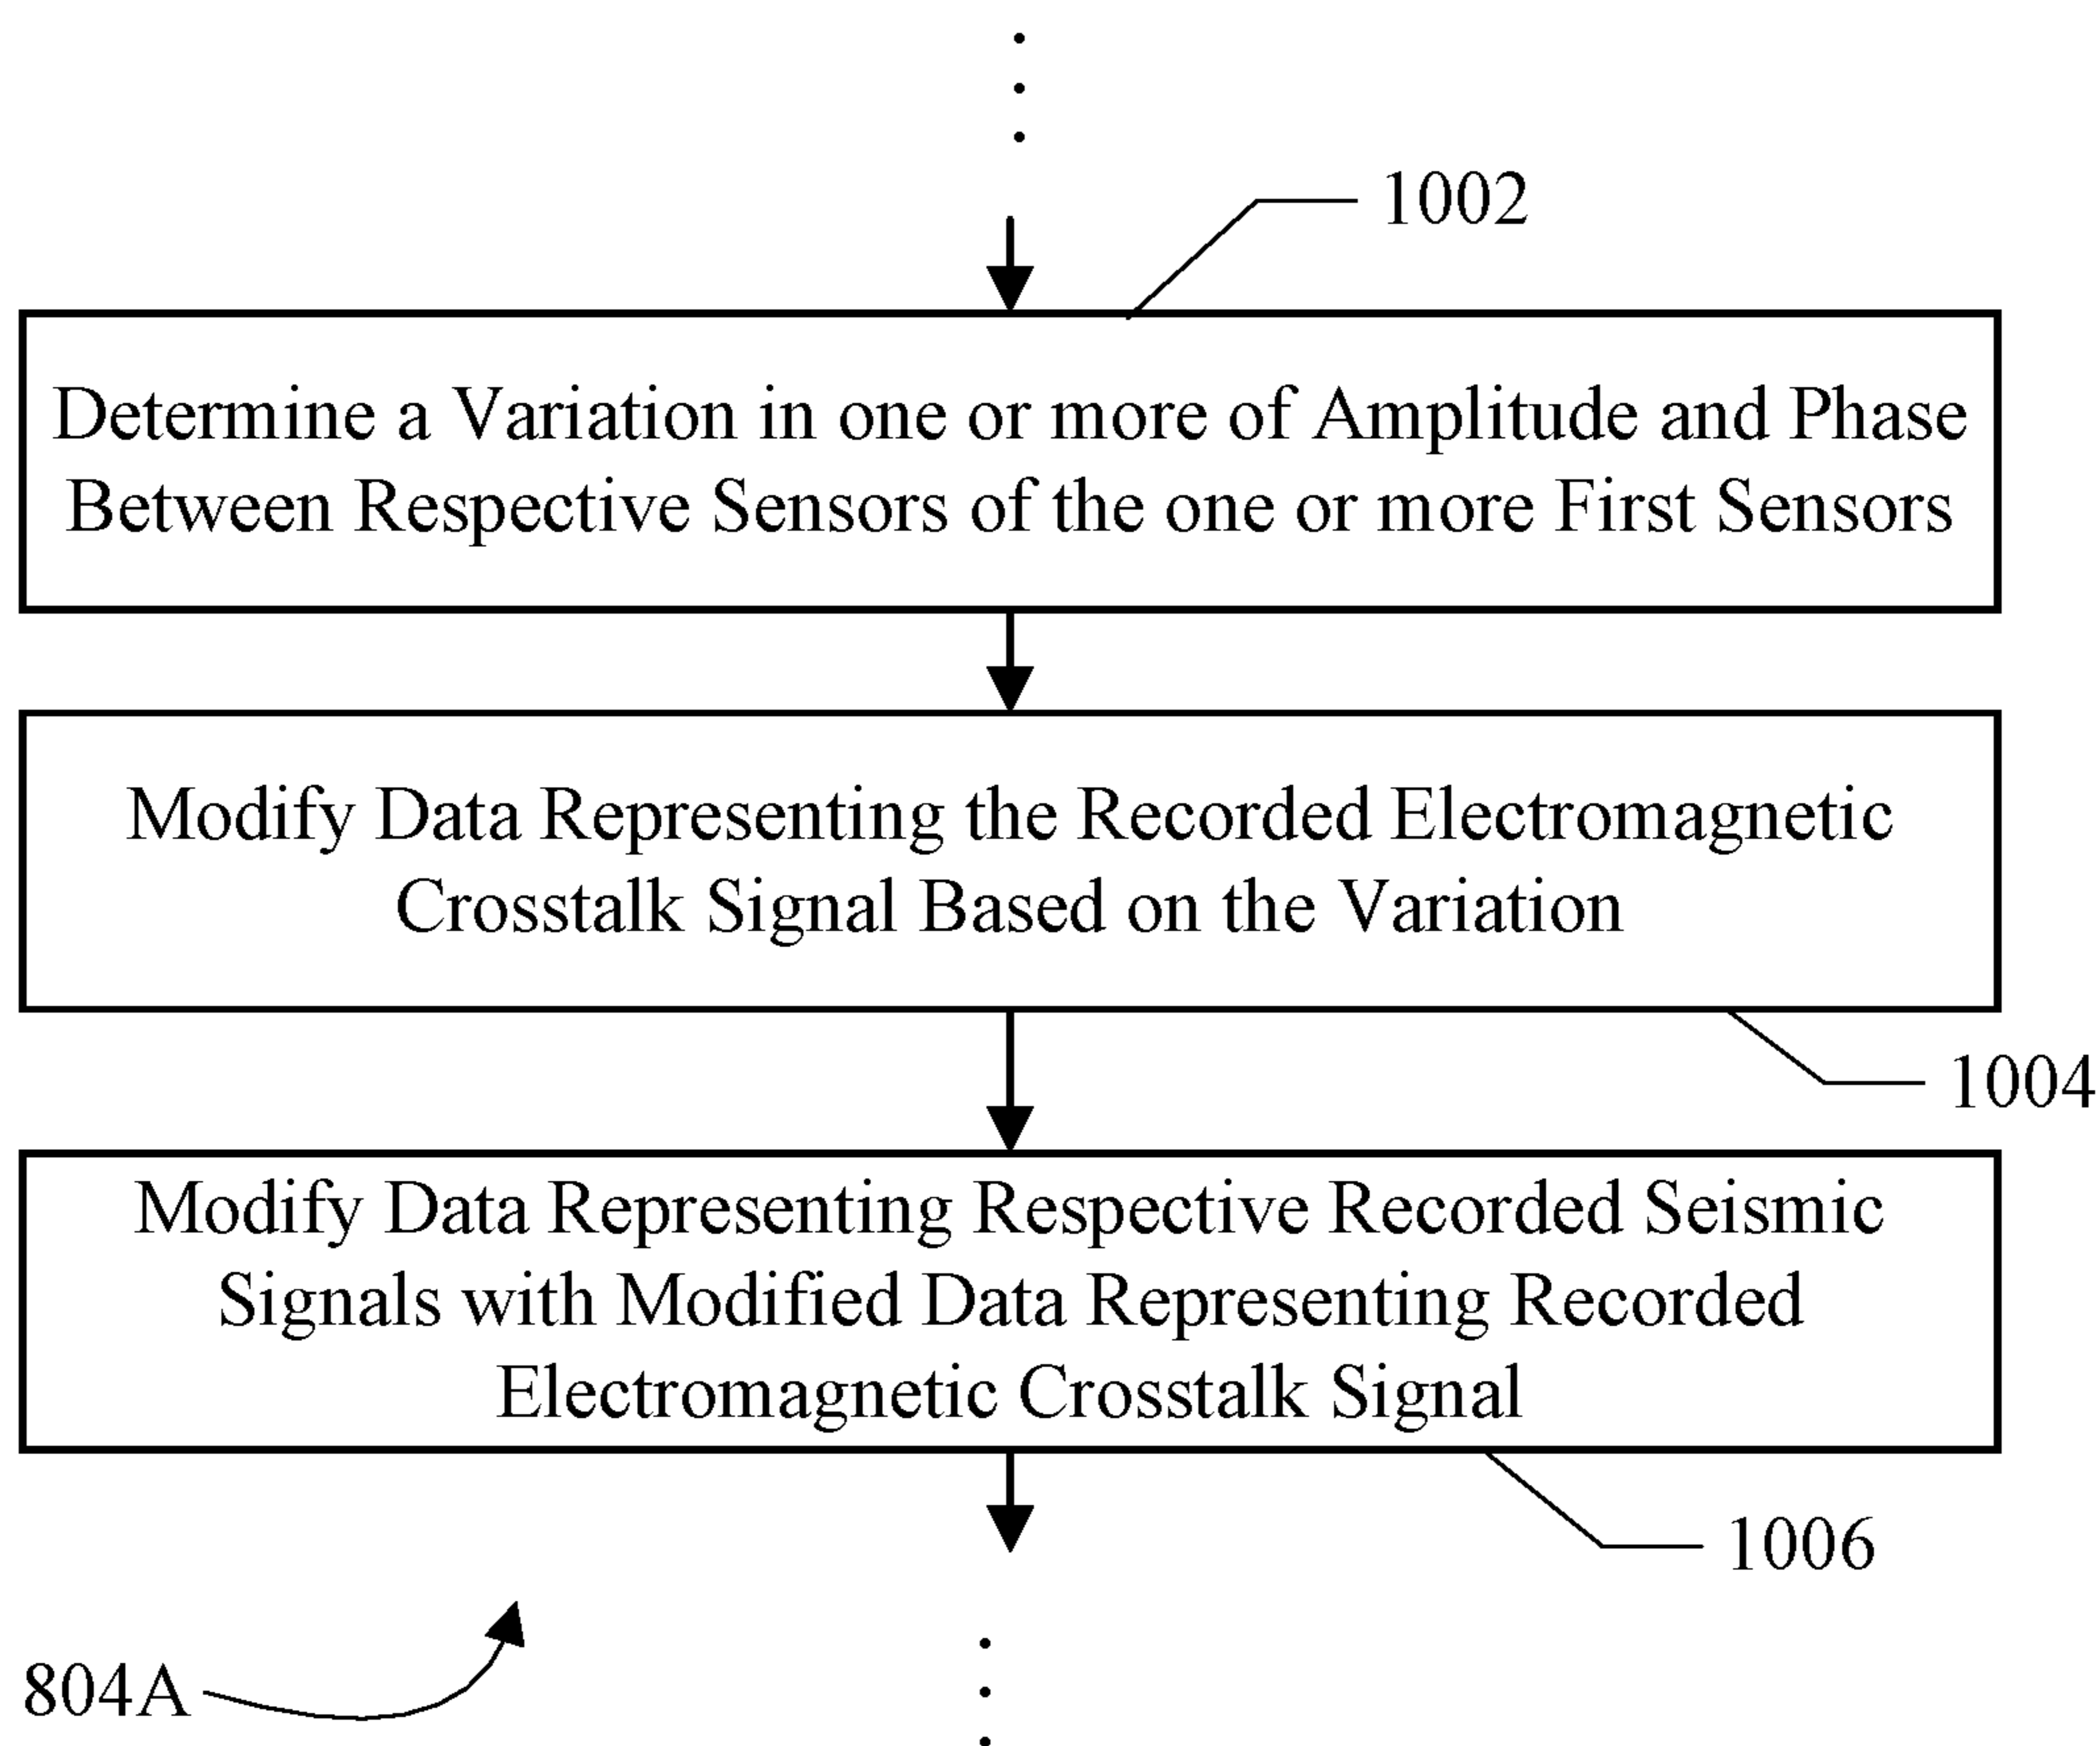 1002
Determine a Variation in one or more of Amplitude and Phase
Between Respective Sensors of the one or more First Sensors
Modify Data Representing the Recorded Electromagnetic
Crosstalk Signal Based on the Variation
1004
Modify Data Representing Respective Recorded Seismic
Signals with Modified Data Representing Recorded
Electromagnetic Crosstalk Signal
1006
804A